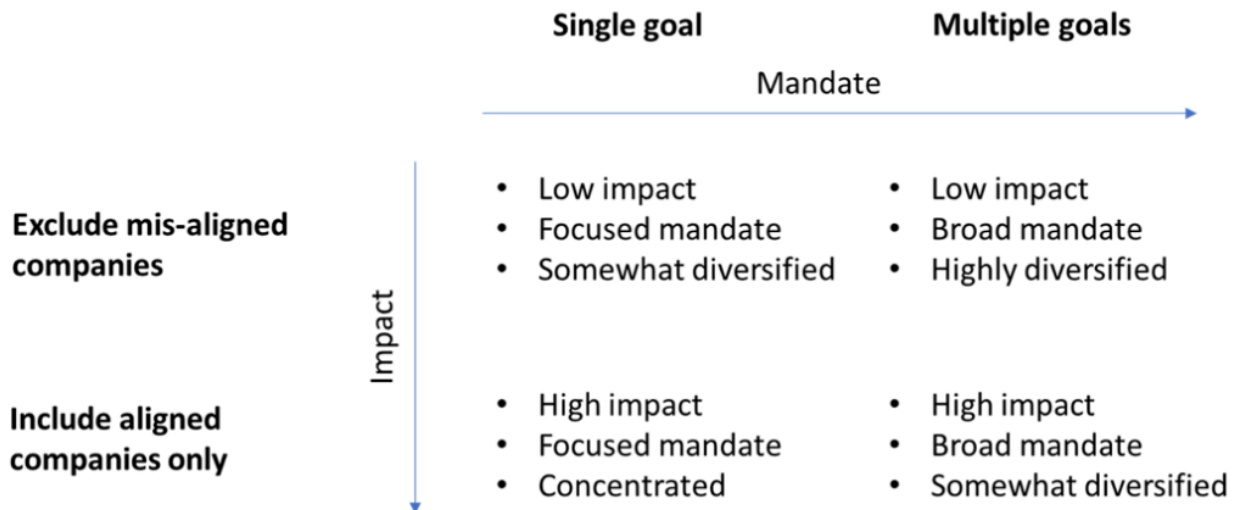 Single goal
Multiple goals
Mandate
Exclude mis-aligned
companies
Impact
• Low impact
• Focused mandate
• Somewhat diversified
• Low impact
• Broad mandate
• Highly diversified
Include aligned
companies only
• High impact
• Focused mandate
• Concentrated
• High impact
• Broad mandate
• Somewhat diversified